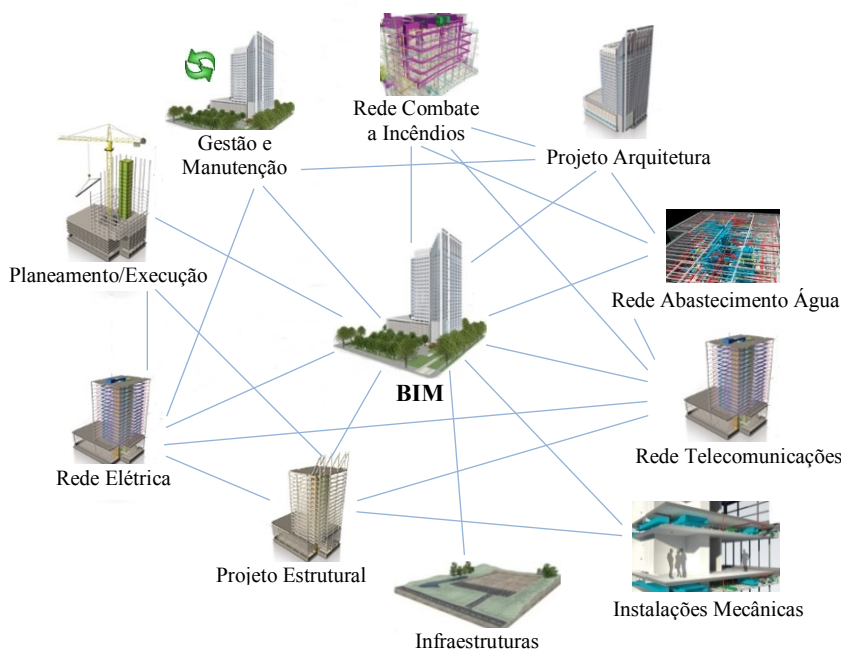 Gestão e
Manutenção
Rede Combate
a Incêndios
Projeto Arquitetura
Planeamento/Execução
Rede Abastecimento Água
BIM
Rede Elétrica
Rede Telecomunicações
Projeto Estrutural
Instalações Mecânicas
Infraestruturas